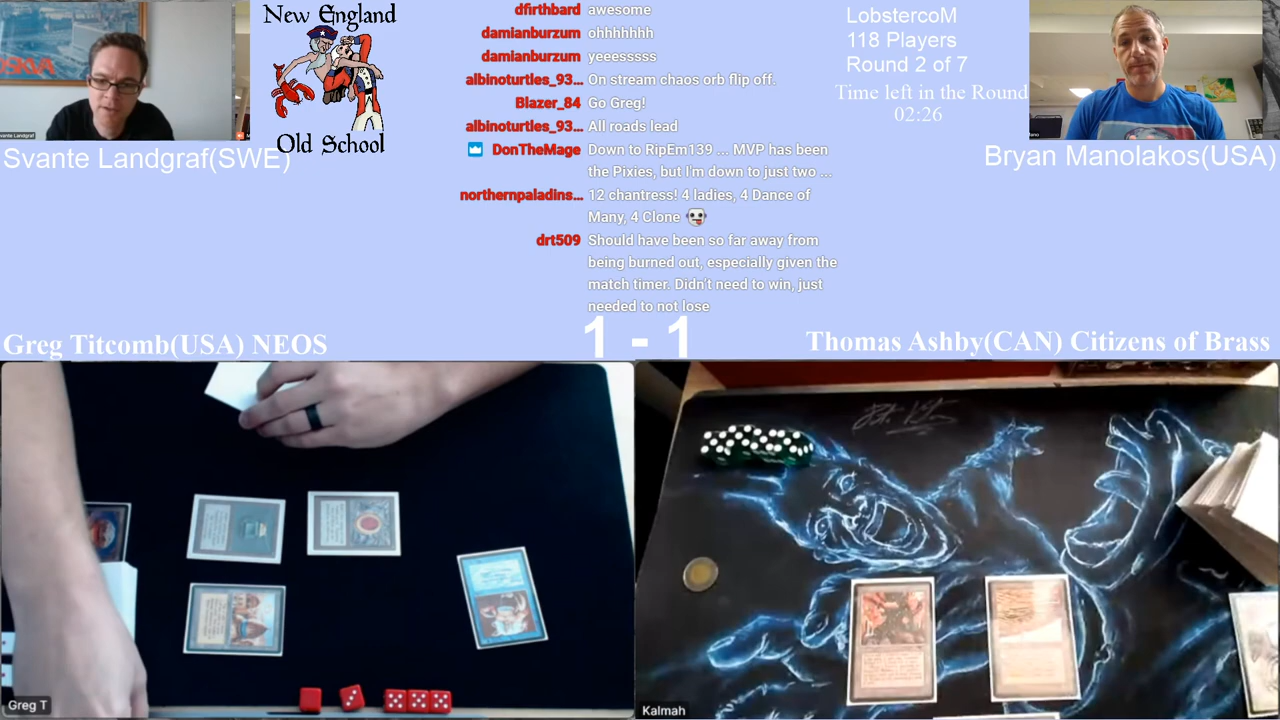 New England
Old School
dfirthbard awesome
damianburzum ohhhhhhh
damianburzum yeeesssss
albinoturtles_93... On stream chaos orb flip off.
Blazer_84 Go Greg!
albinoturtles_93... All roads lead
DonTheMage Down to RipEm139 ... MVP has been
the Pixies, but I'm down to just two ...
northernpaladins... 12 chantress! 4 ladies, 4 Dance of
Many, 4 Clone
drt509 Should have been so far away from
being burned out, especially given the
match timer. Didn't need to win, just
needed to not lose
LobstercoM
118 Players
Round 2 of 7
Time left in the Round
02:26
Svante Landgraf
Svante Landgraf(SWE)
Bryan Manolakos(USA)
Greg Titcomb(USA) NEOS
1 - 1
Thomas Ashby(CAN) Citizens of Brass
Greg T
Kalmah